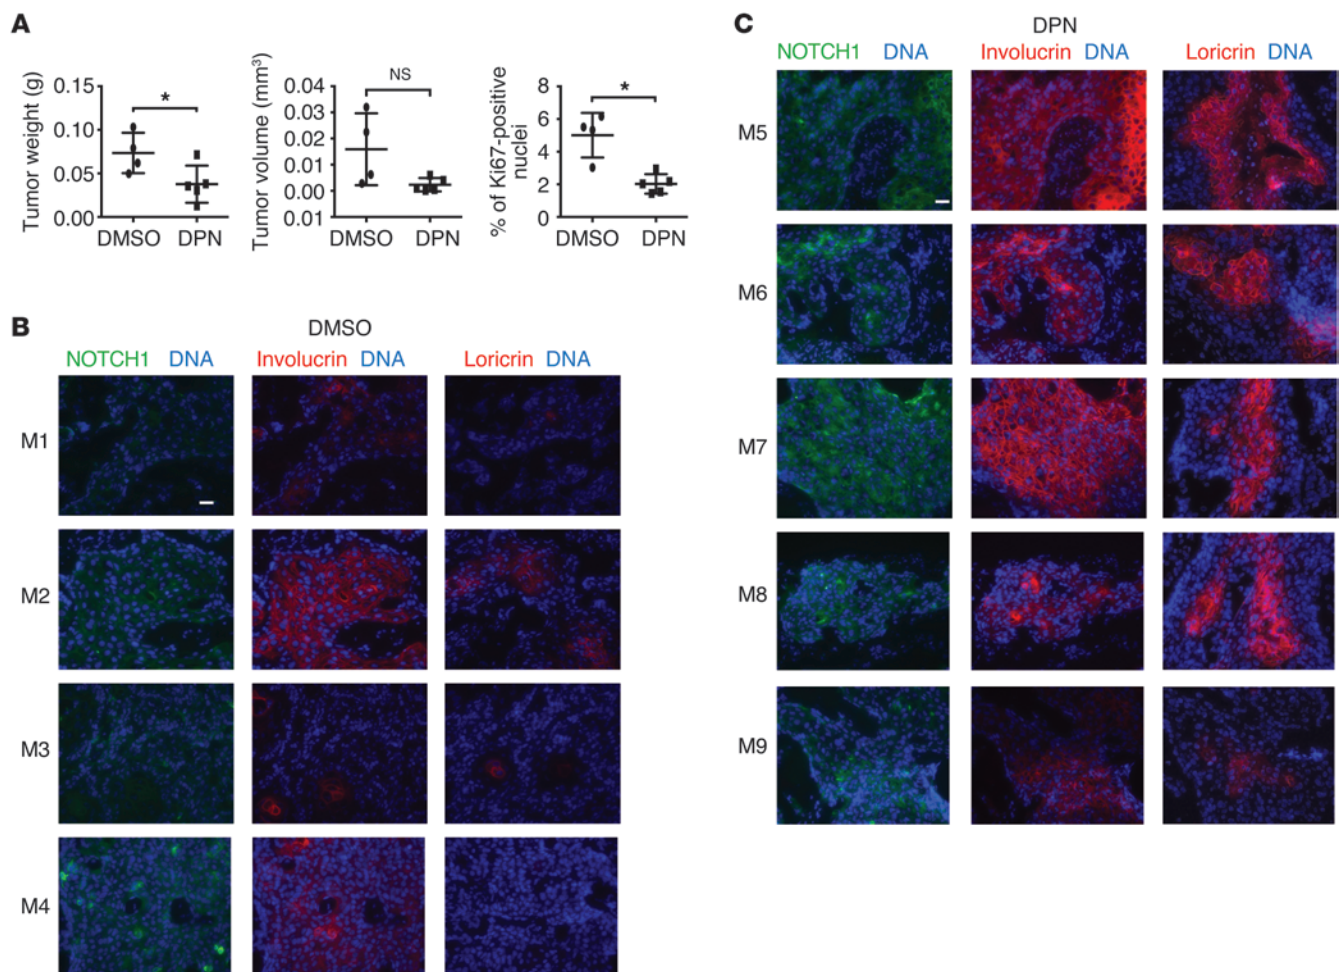 A
Tumor weight (g)
0.15
0.10
0.05
0.00
*
DMSO DPN
Tumor volume (mm³)
0.04
0.03
0.02
0.01
0.00
0.01
NS
DMSO DPN
% of Ki67-positive
nuclei
8
6
4
2
0
*
DMSO DPN
B
DMSO
NOTCH1 DNA Involucrin DNA Loricrin DNA
M1
M2
M3
M4
C
DPN
NOTCH1 DNA Involucrin DNA Loricrin DNA
M5
M6
M7
M8
M9